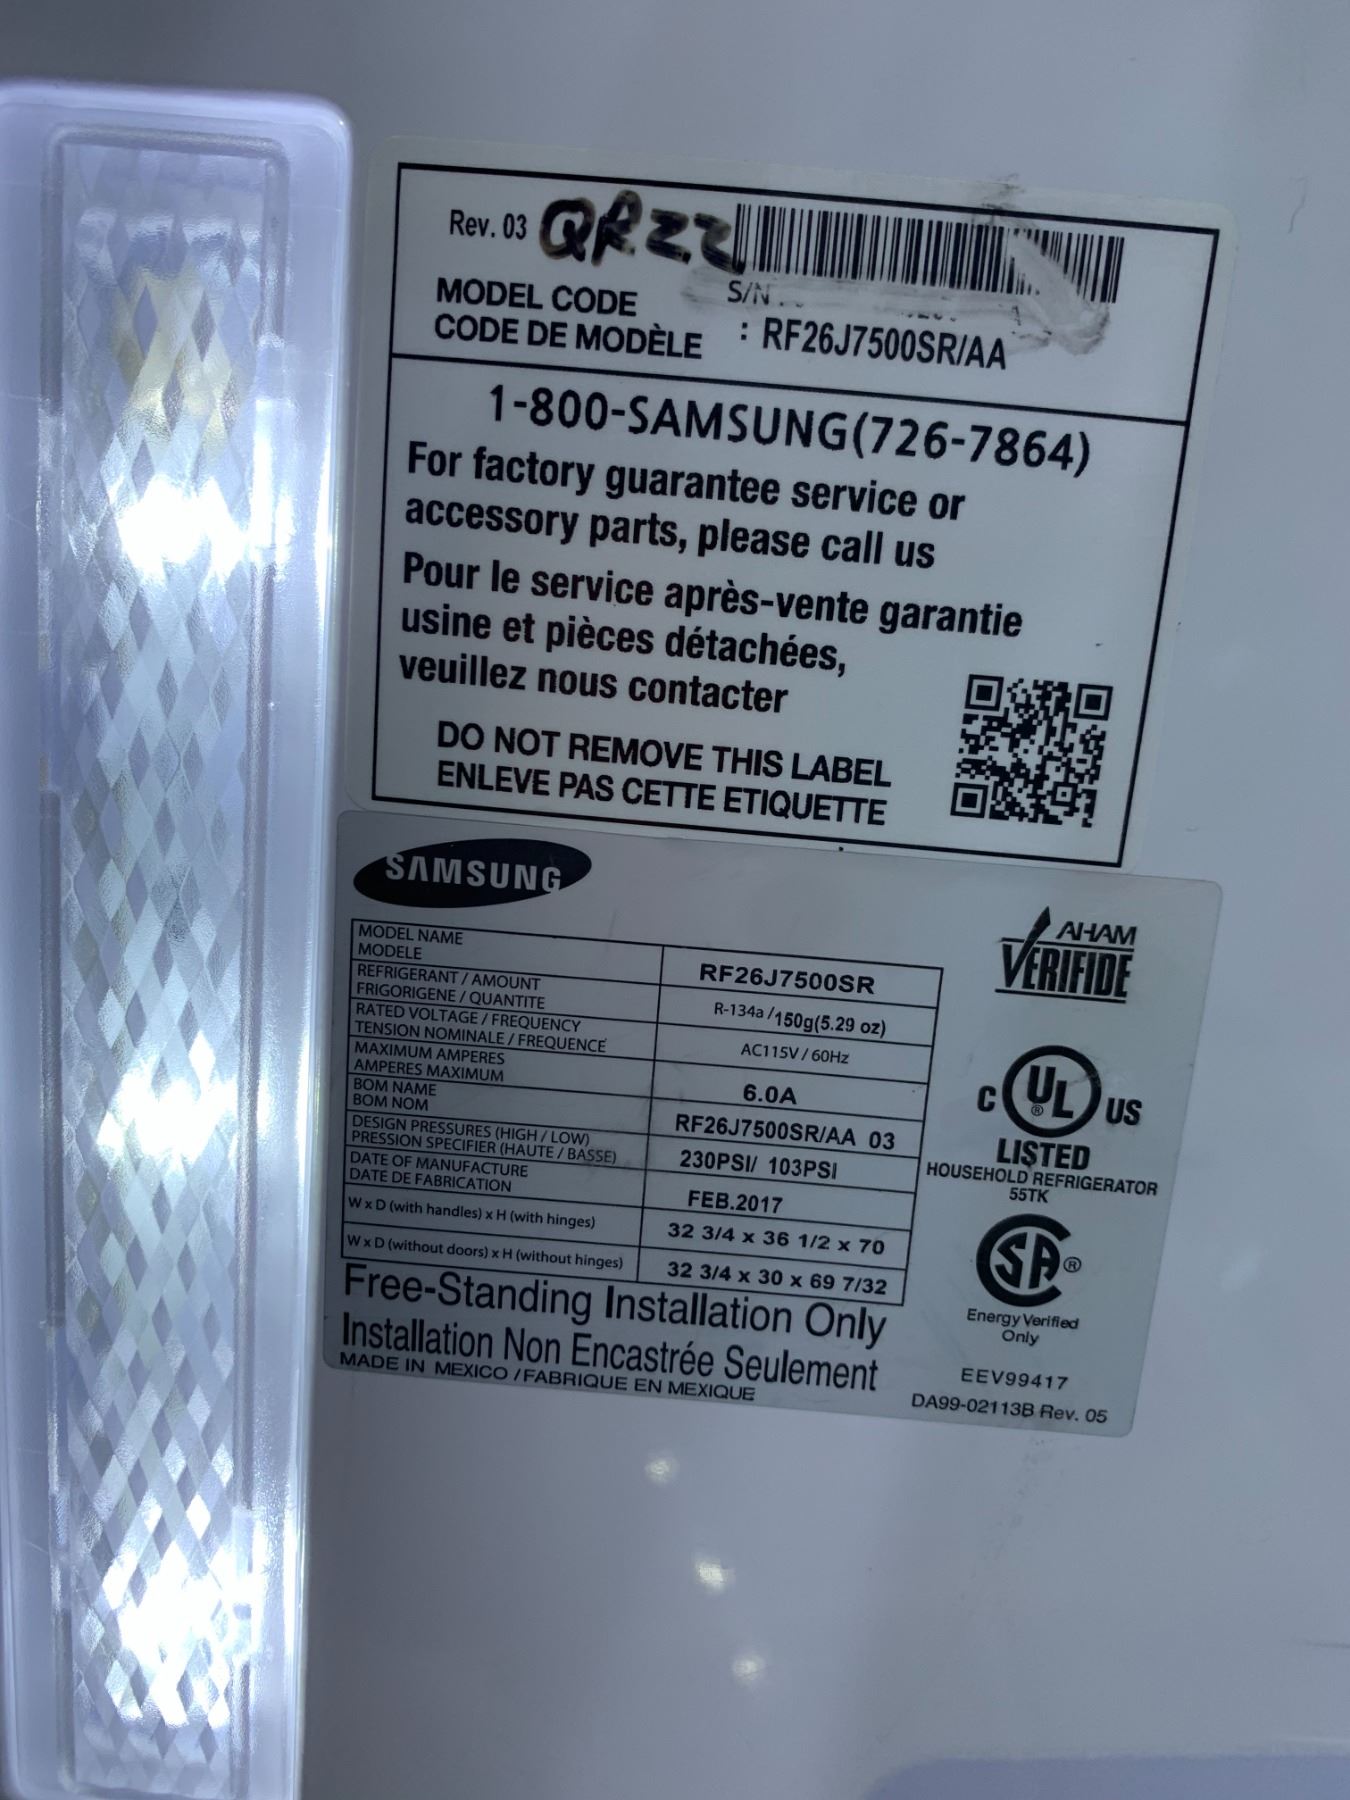 Rev. 03 QRZZ
S/N
MODEL CODE
CODE DE MODÈLE : RF26J7500SR/AA
1-800-SAMSUNG(726-7864)
For factory guarantee service or
accessory parts, please call us
Pour le service après-vente garantie
usine et pièces détachées,
veuillez nous contacter
DO NOT REMOVE THIS LABEL
ENLEVE PAS CETTE ETIQUETTE
SAMSUNG
MODEL NAME
MODELE
RF26J7500SR
REFRIGERANT / AMOUNT
FRIGORIGENE / QUANTITE
R-134a / 150g(5.29 oz)
RATED VOLTAGE / FREQUENCY
TENSION NOMINALE / FREQUENCE
AC115V / 60Hz
MAXIMUM AMPERES
AMPERES MAXIMUM
6.0A
BOM NAME
BOM NOM
RF26J7500SR/AA 03
DESIGN PRESSURES (HIGH / LOW)
PRESSION SPECIFIER (HAUTE / BASSE)
230PSI/ 103PSI
DATE OF MANUFACTURE
DATE DE FABRICATION
FEB.2017
W x D (with handles) x H (with hinges)
32 3/4 x 36 1/2 x 70
W x D (without doors) x H (without hinges)
32 3/4 x 30 x 69 7/32
Free-Standing Installation Only
Installation Non Encastrée Seulement
MADE IN MEXICO / FABRIQUE EN MEXIQUE
AHAM
VERIFIDE
C UL ® US
LISTED
HOUSEHOLD REFRIGERATOR
55TK
SA ®
Energy Verified
Only
EEV99417
DA99-02113B Rev. 05